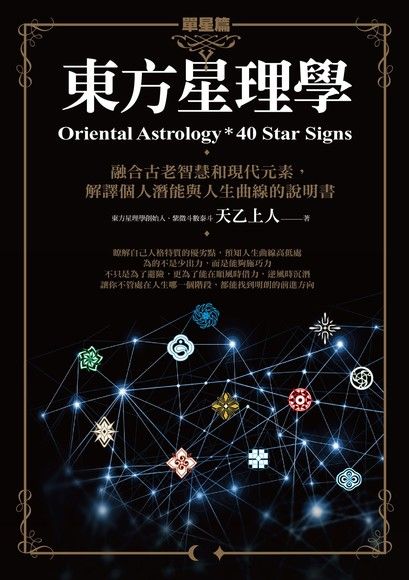 單星篇
東方星理學
Oriental Astrology＊40 Star Signs
融合古老智慧和現代元素，
解譯個人潛能與人生曲線的說明書
東方星理學創始人、紫微斗數泰斗 天乙上人——著
瞭解自己人格特質的優劣點，預知人生曲線高低處
為的不是少出力、而是能夠施巧力
不只是為了避險，更為了能在順風時借力，逆風時沉潛
讓你不管處在人生哪一個階段、都能找到明朗的前進方向